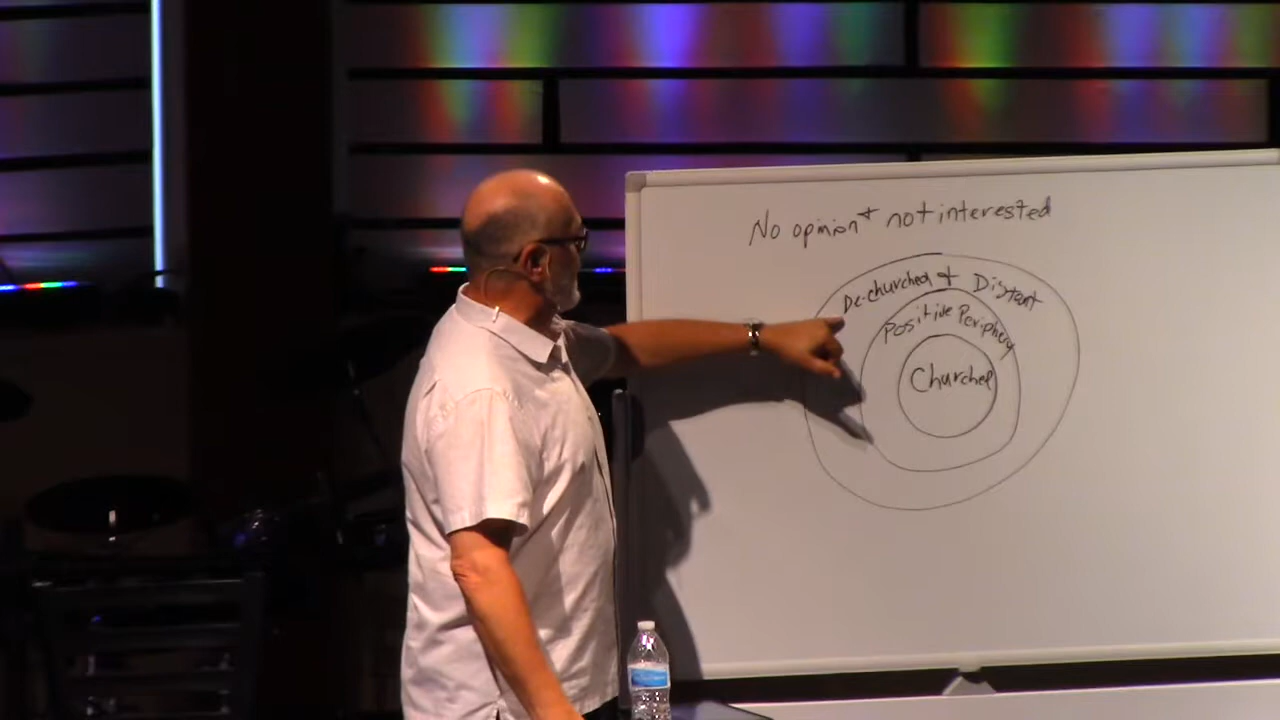 No opinion + not interested
De-churched + Distant
Positive Periphery
Churched